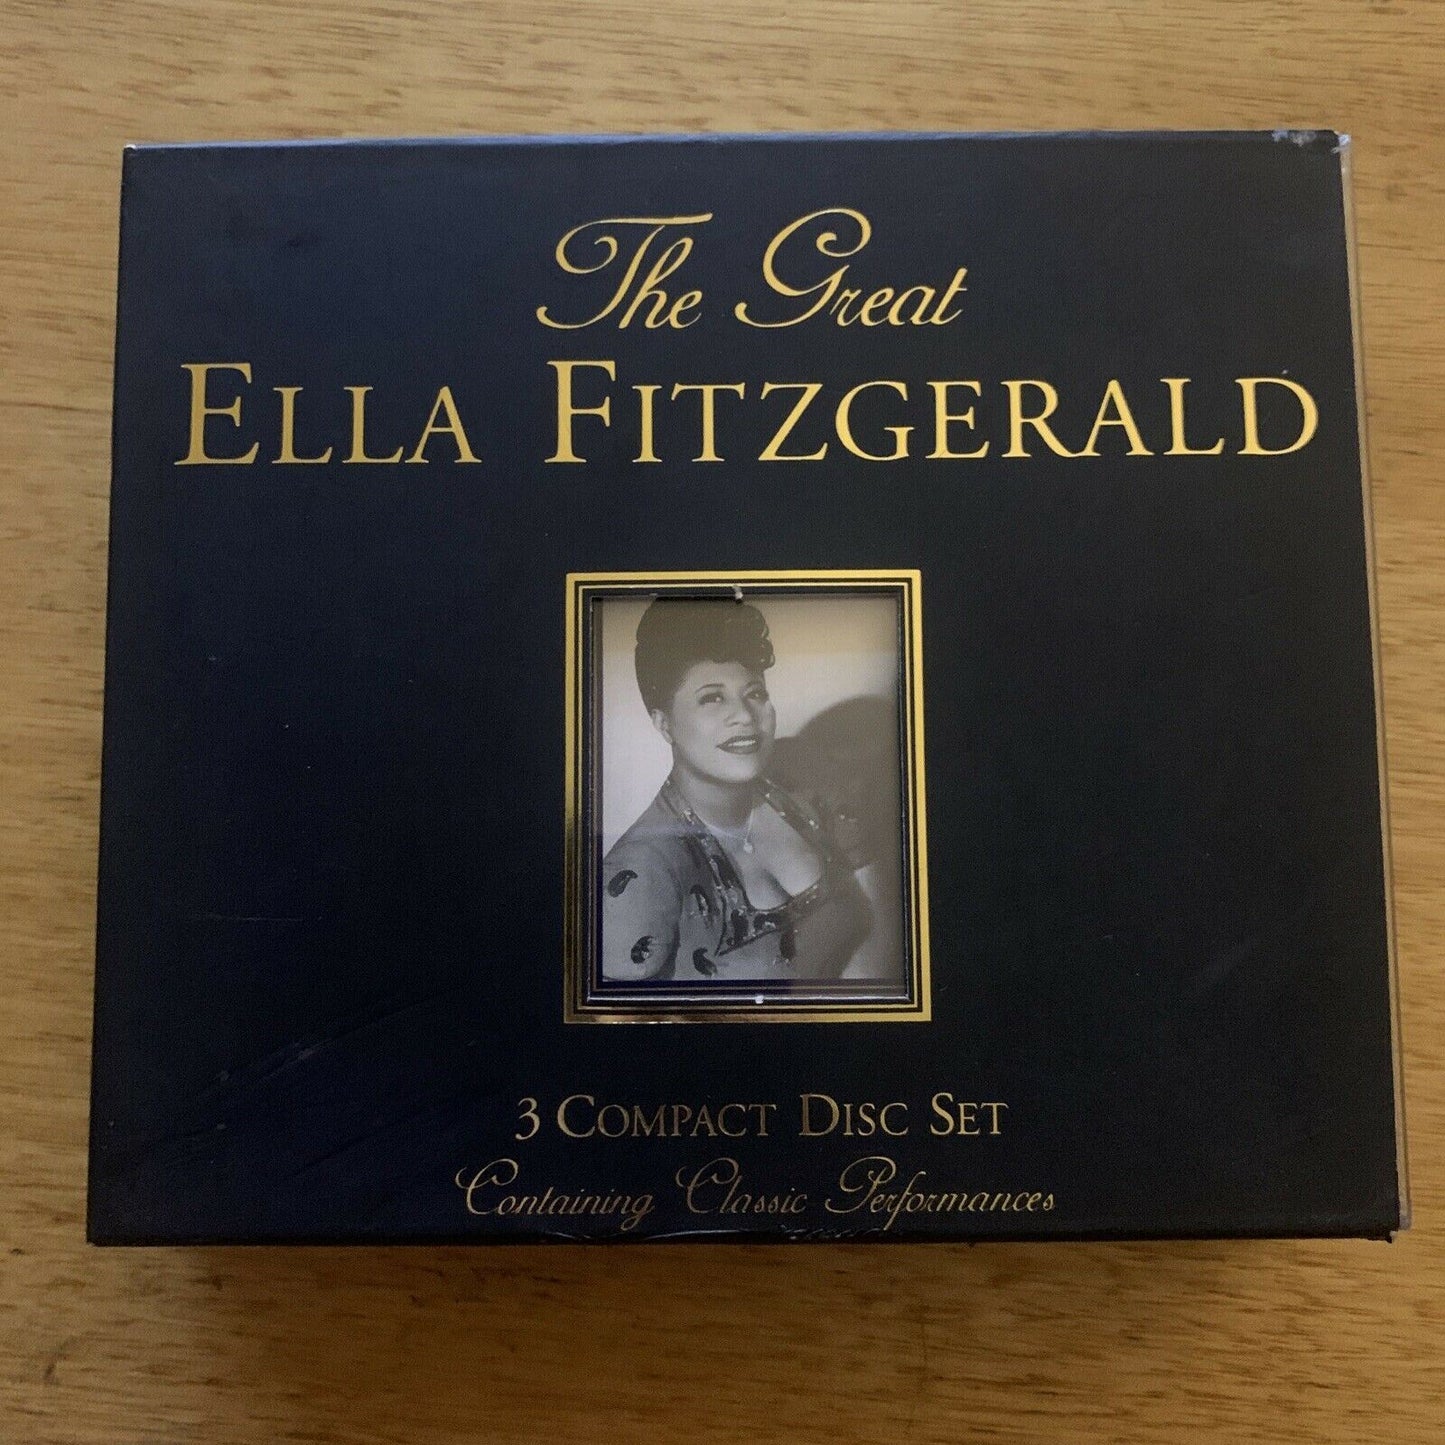 The Great
ELLA FITZGERALD
3 COMPACT DISC SET
Containing Classic Performances